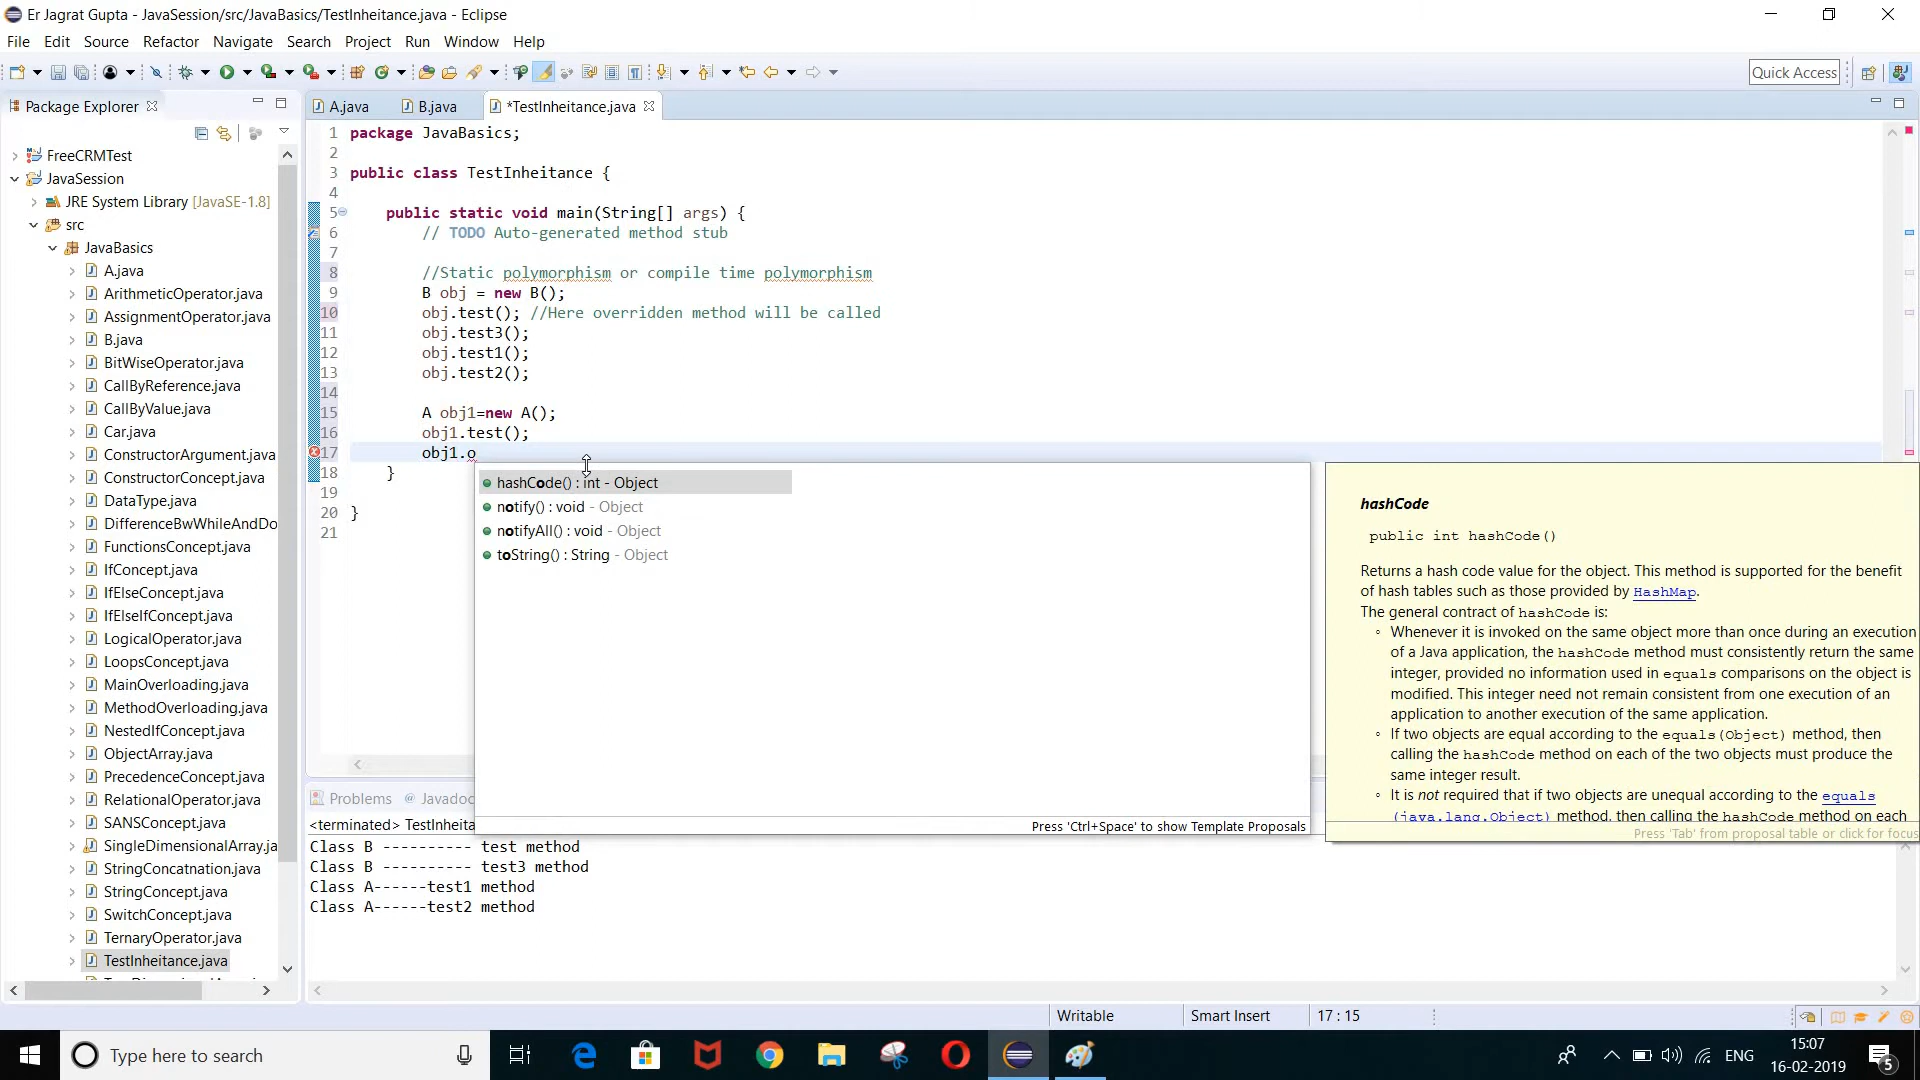 Er Jagrat Gupta - JavaSession/src/JavaBasics/TestInheitance.java - Eclipse
File Edit Source Refactor Navigate Search Project Run Window Help
Quick Access
Package Explorer
A.java B.java *TestInheitance.java
FreeCRMTest
JavaSession
JRE System Library [JavaSE-1.8]
src
JavaBasics
A.java
ArithmeticOperator.java
AssignmentOperator.java
B.java
BitWiseOperator.java
CallByReference.java
CallByValue.java
Car.java
ConstructorArgument.java
ConstructorConcept.java
DataType.java
DifferenceBwWhileAndDo
FunctionsConcept.java
IfConcept.java
IfElseConcept.java
IfElseIfConcept.java
LogicalOperator.java
LoopsConcept.java
MainOverloading.java
MethodOverloading.java
NestedIfConcept.java
ObjectArray.java
PrecedenceConcept.java
RelationalOperator.java
SANSConcept.java
SingleDimensionalArray.ja
StringConcatnation.java
StringConcept.java
SwitchConcept.java
TernaryOperator.java
TestInheitance.java
1 package JavaBasics;
2
3 public class TestInheitance {
4
5 public static void main(String[] args) {
6 // TODO Auto-generated method stub
7
8 //Static polymorphism or compile time polymorphism
9 B obj = new B();
10 obj.test(); //Here overridden method will be called
11 obj.test3();
12 obj.test1();
13 obj.test2();
14
15 A obj1=new A();
16 obj1.test();
17 obj1.o
18 }
19
20 }
21
hashCode() : int - Object
notify() : void - Object
notifyAll() : void - Object
toString() : String - Object
Press 'Ctrl+Space' to show Template Proposals
hashCode
public int hashCode()
Returns a hash code value for the object. This method is supported for the benefit
of hash tables such as those provided by HashMap.
The general contract of hashCode is:
◦ Whenever it is invoked on the same object more than once during an execution
of a Java application, the hashCode method must consistently return the same
integer, provided no information used in equals comparisons on the object is
modified. This integer need not remain consistent from one execution of an
application to another execution of the same application.
◦ If two objects are equal according to the equals(Object) method, then
calling the hashCode method on each of the two objects must produce the
same integer result.
◦ It is not required that if two objects are unequal according to the equals
(java.lang.Object) method, then calling the hashCode method on each
Press 'Tab' from proposal table or click for focus
Problems @ Javadoc
<terminated> TestInheita
Class B ---------- test method
Class B ---------- test3 method
Class A------test1 method
Class A------test2 method
Writable Smart Insert 17 : 15
Type here to search
ENG
15:07
16-02-2019
5